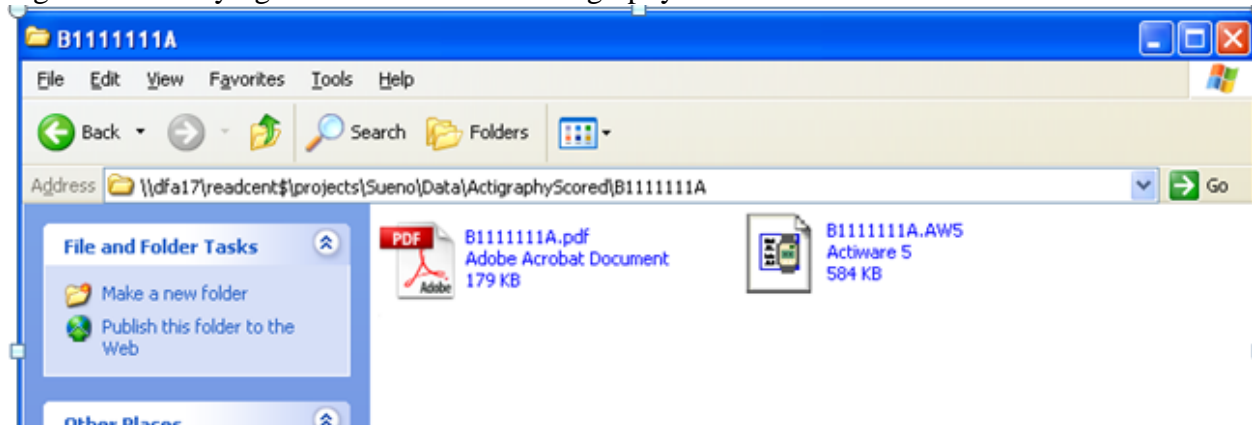 B1111111A
File Edit View Favorites Tools Help
Back Search Folders
Address \\dfa17\readcent$\projects\Sueno\Data\ActigraphyScored\B1111111A Go
File and Folder Tasks
Make a new folder
Publish this folder to the
Web
Other Places
PDF
Adobe
B1111111A.pdf
Adobe Acrobat Document
179 KB
B1111111A.AW5
Actiware 5
584 KB